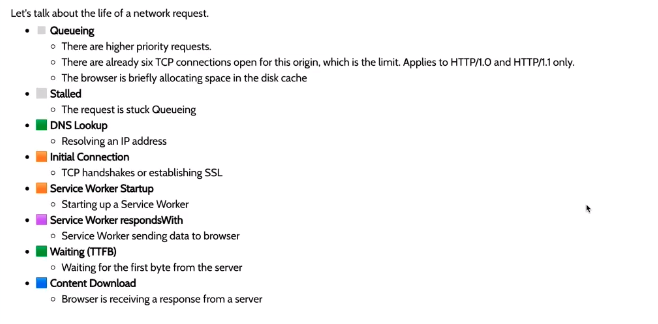 Let's talk about the life of a network request.
Queueing
There are higher priority requests.
There are already six TCP connections open for this origin, which is the limit. Applies to HTTP/1.0 and HTTP/1.1 only.
The browser is briefly allocating space in the disk cache
Stalled
The request is stuck Queueing
DNS Lookup
Resolving an IP address
Initial Connection
TCP handshakes or establishing SSL
Service Worker Startup
Starting up a Service Worker
Service Worker respondsWith
Service Worker sending data to browser
Waiting (TTFB)
Waiting for the first byte from the server
Content Download
Browser is receiving a response from a server